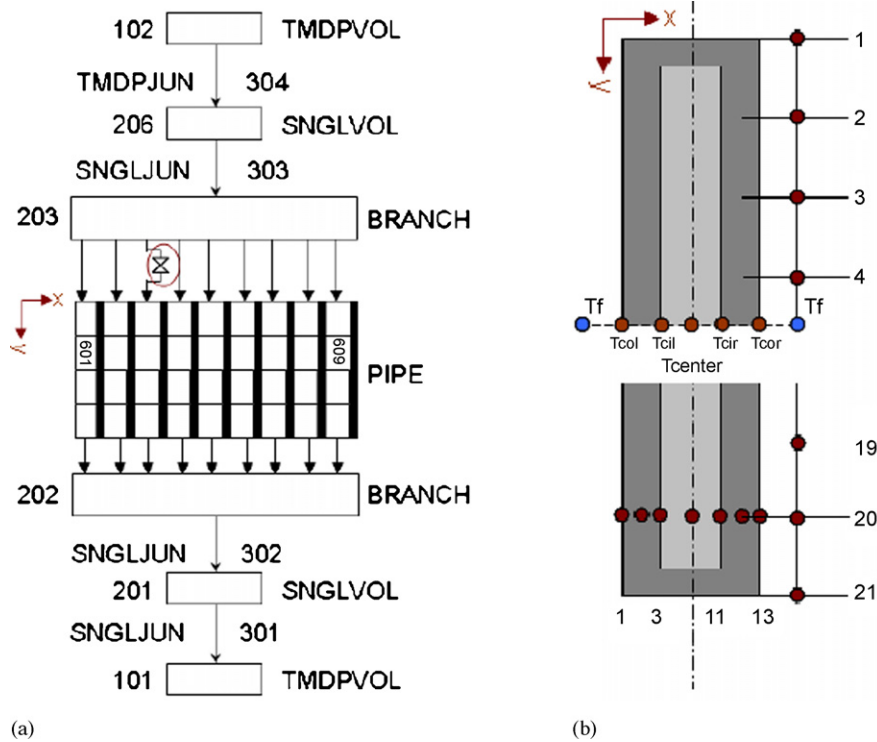 102 TMDPVOL
TMDPJUN 304
206 SNGLVOL
SNGLJUN 303
203 BRANCH
x
y
601 609
PIPE
202 BRANCH
SNGLJUN 302
201 SNGLVOL
SNGLJUN 301
101 TMDPVOL
(a)
x
y
1
2
3
4
Tf Tf
Tcol Tcil Tcir Tcor
Tcenter
19
20
21
1 3 11 13
(b)